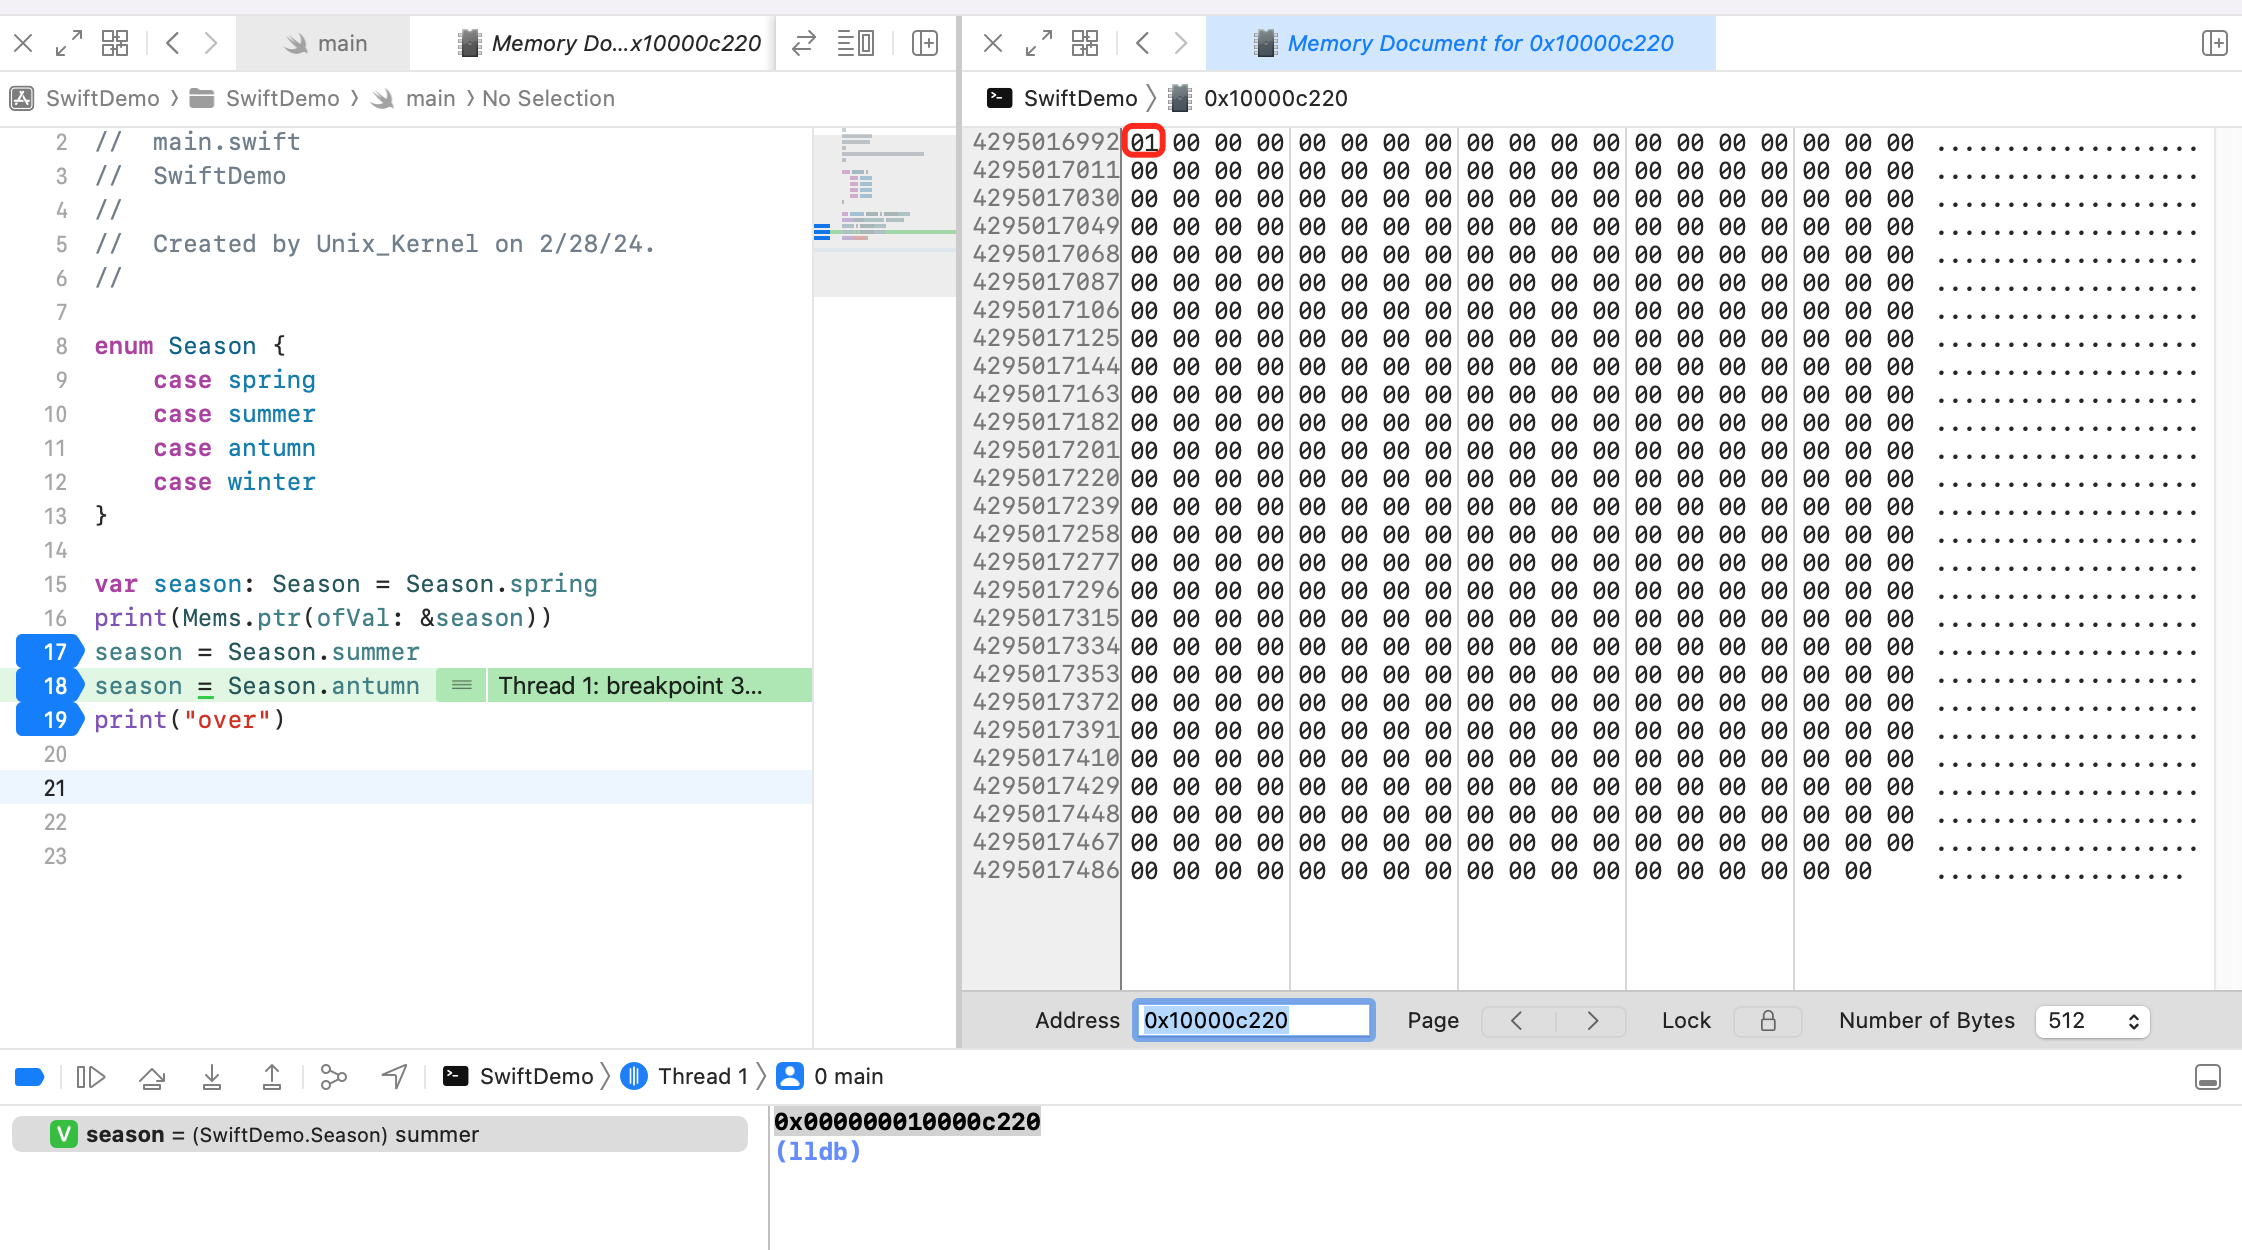 main
Memory Do...x10000c220
Memory Document for 0x10000c220
SwiftDemo 〉 SwiftDemo 〉 main 〉 No Selection
SwiftDemo 〉 0x10000c220
2 //  main.swift
3 //  SwiftDemo
4 //
5 //  Created by Unix_Kernel on 2/28/24.
6 //
7
8 enum Season {
9     case spring
10     case summer
11     case antumn
12     case winter
13 }
14
15 var season: Season = Season.spring
16 print(Mems.ptr(ofVal: &season))
17 season = Season.summer
18 season = Season.antumn Thread 1: breakpoint 3...
19 print("over")
20
21
22
23
4295016992 01 00 00 00 00 00 00 00 00 00 00 00 00 00 00 00 00 00 00 ...................
4295017011 00 00 00 00 00 00 00 00 00 00 00 00 00 00 00 00 00 00 00 ...................
4295017030 00 00 00 00 00 00 00 00 00 00 00 00 00 00 00 00 00 00 00 ...................
4295017049 00 00 00 00 00 00 00 00 00 00 00 00 00 00 00 00 00 00 00 ...................
4295017068 00 00 00 00 00 00 00 00 00 00 00 00 00 00 00 00 00 00 00 ...................
4295017087 00 00 00 00 00 00 00 00 00 00 00 00 00 00 00 00 00 00 00 ...................
4295017106 00 00 00 00 00 00 00 00 00 00 00 00 00 00 00 00 00 00 00 ...................
4295017125 00 00 00 00 00 00 00 00 00 00 00 00 00 00 00 00 00 00 00 ...................
4295017144 00 00 00 00 00 00 00 00 00 00 00 00 00 00 00 00 00 00 00 ...................
4295017163 00 00 00 00 00 00 00 00 00 00 00 00 00 00 00 00 00 00 00 ...................
4295017182 00 00 00 00 00 00 00 00 00 00 00 00 00 00 00 00 00 00 00 ...................
4295017201 00 00 00 00 00 00 00 00 00 00 00 00 00 00 00 00 00 00 00 ...................
4295017220 00 00 00 00 00 00 00 00 00 00 00 00 00 00 00 00 00 00 00 ...................
4295017239 00 00 00 00 00 00 00 00 00 00 00 00 00 00 00 00 00 00 00 ...................
4295017258 00 00 00 00 00 00 00 00 00 00 00 00 00 00 00 00 00 00 00 ...................
4295017277 00 00 00 00 00 00 00 00 00 00 00 00 00 00 00 00 00 00 00 ...................
4295017296 00 00 00 00 00 00 00 00 00 00 00 00 00 00 00 00 00 00 00 ...................
4295017315 00 00 00 00 00 00 00 00 00 00 00 00 00 00 00 00 00 00 00 ...................
4295017334 00 00 00 00 00 00 00 00 00 00 00 00 00 00 00 00 00 00 00 ...................
4295017353 00 00 00 00 00 00 00 00 00 00 00 00 00 00 00 00 00 00 00 ...................
4295017372 00 00 00 00 00 00 00 00 00 00 00 00 00 00 00 00 00 00 00 ...................
4295017391 00 00 00 00 00 00 00 00 00 00 00 00 00 00 00 00 00 00 00 ...................
4295017410 00 00 00 00 00 00 00 00 00 00 00 00 00 00 00 00 00 00 00 ...................
4295017429 00 00 00 00 00 00 00 00 00 00 00 00 00 00 00 00 00 00 00 ...................
4295017448 00 00 00 00 00 00 00 00 00 00 00 00 00 00 00 00 00 00 00 ...................
4295017467 00 00 00 00 00 00 00 00 00 00 00 00 00 00 00 00 00 00 00 ...................
4295017486 00 00 00 00 00 00 00 00 00 00 00 00 00 00 00 00 00 00 ..................
Address 0x10000c220 Page Lock Number of Bytes 512
SwiftDemo 〉 Thread 1 〉 0 main
V season = (SwiftDemo.Season) summer
0x000000010000c220
(lldb)